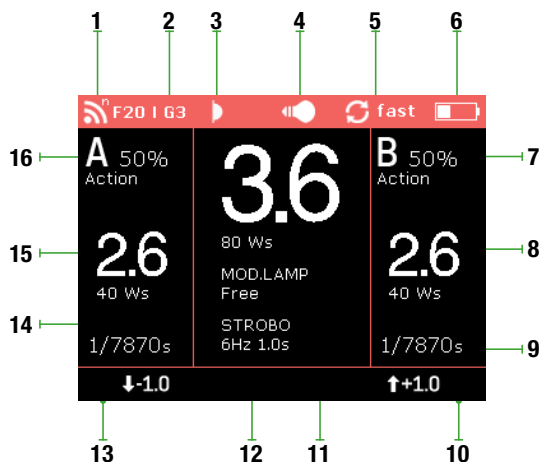 1 2 3 4 5 6
n F20 I G3 fast
16 A 50% 3.6 B 50% 7
Action Action
15 2.6 80 Ws 2.6 8
40 Ws MOD.LAMP 40 Ws
Free
14 STROBO
1/7870s 6Hz 1.0s 1/7870s 9
-1.0 +1.0
13 12 11 10